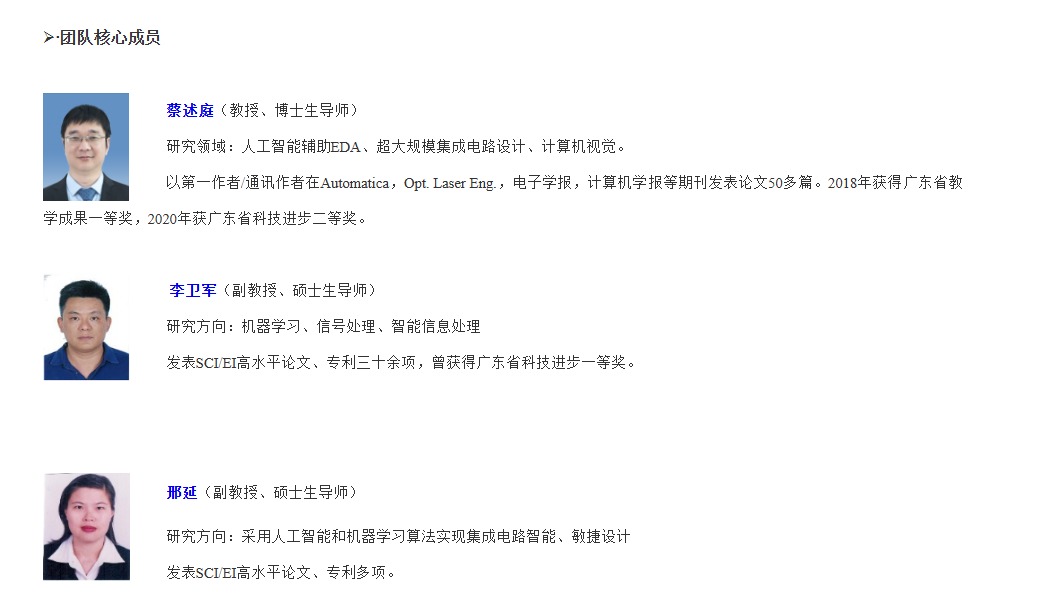 ➢·团队核心成员
蔡述庭（教授、博士生导师）
研究领域：人工智能辅助EDA、超大规模集成电路设计、计算机视觉。
以第一作者/通讯作者在Automatica，Opt. Laser Eng.，电子学报，计算机学报等期刊发表论文50多篇。2018年获得广东省教
学成果一等奖，2020年获广东省科技进步二等奖。
李卫军（副教授、硕士生导师）
研究方向：机器学习、信号处理、智能信息处理
发表SCI/EI高水平论文、专利三十余项，曾获得广东省科技进步一等奖。
邢延（副教授、硕士生导师）
研究方向：采用人工智能和机器学习算法实现集成电路智能、敏捷设计
发表SCI/EI高水平论文、专利多项。